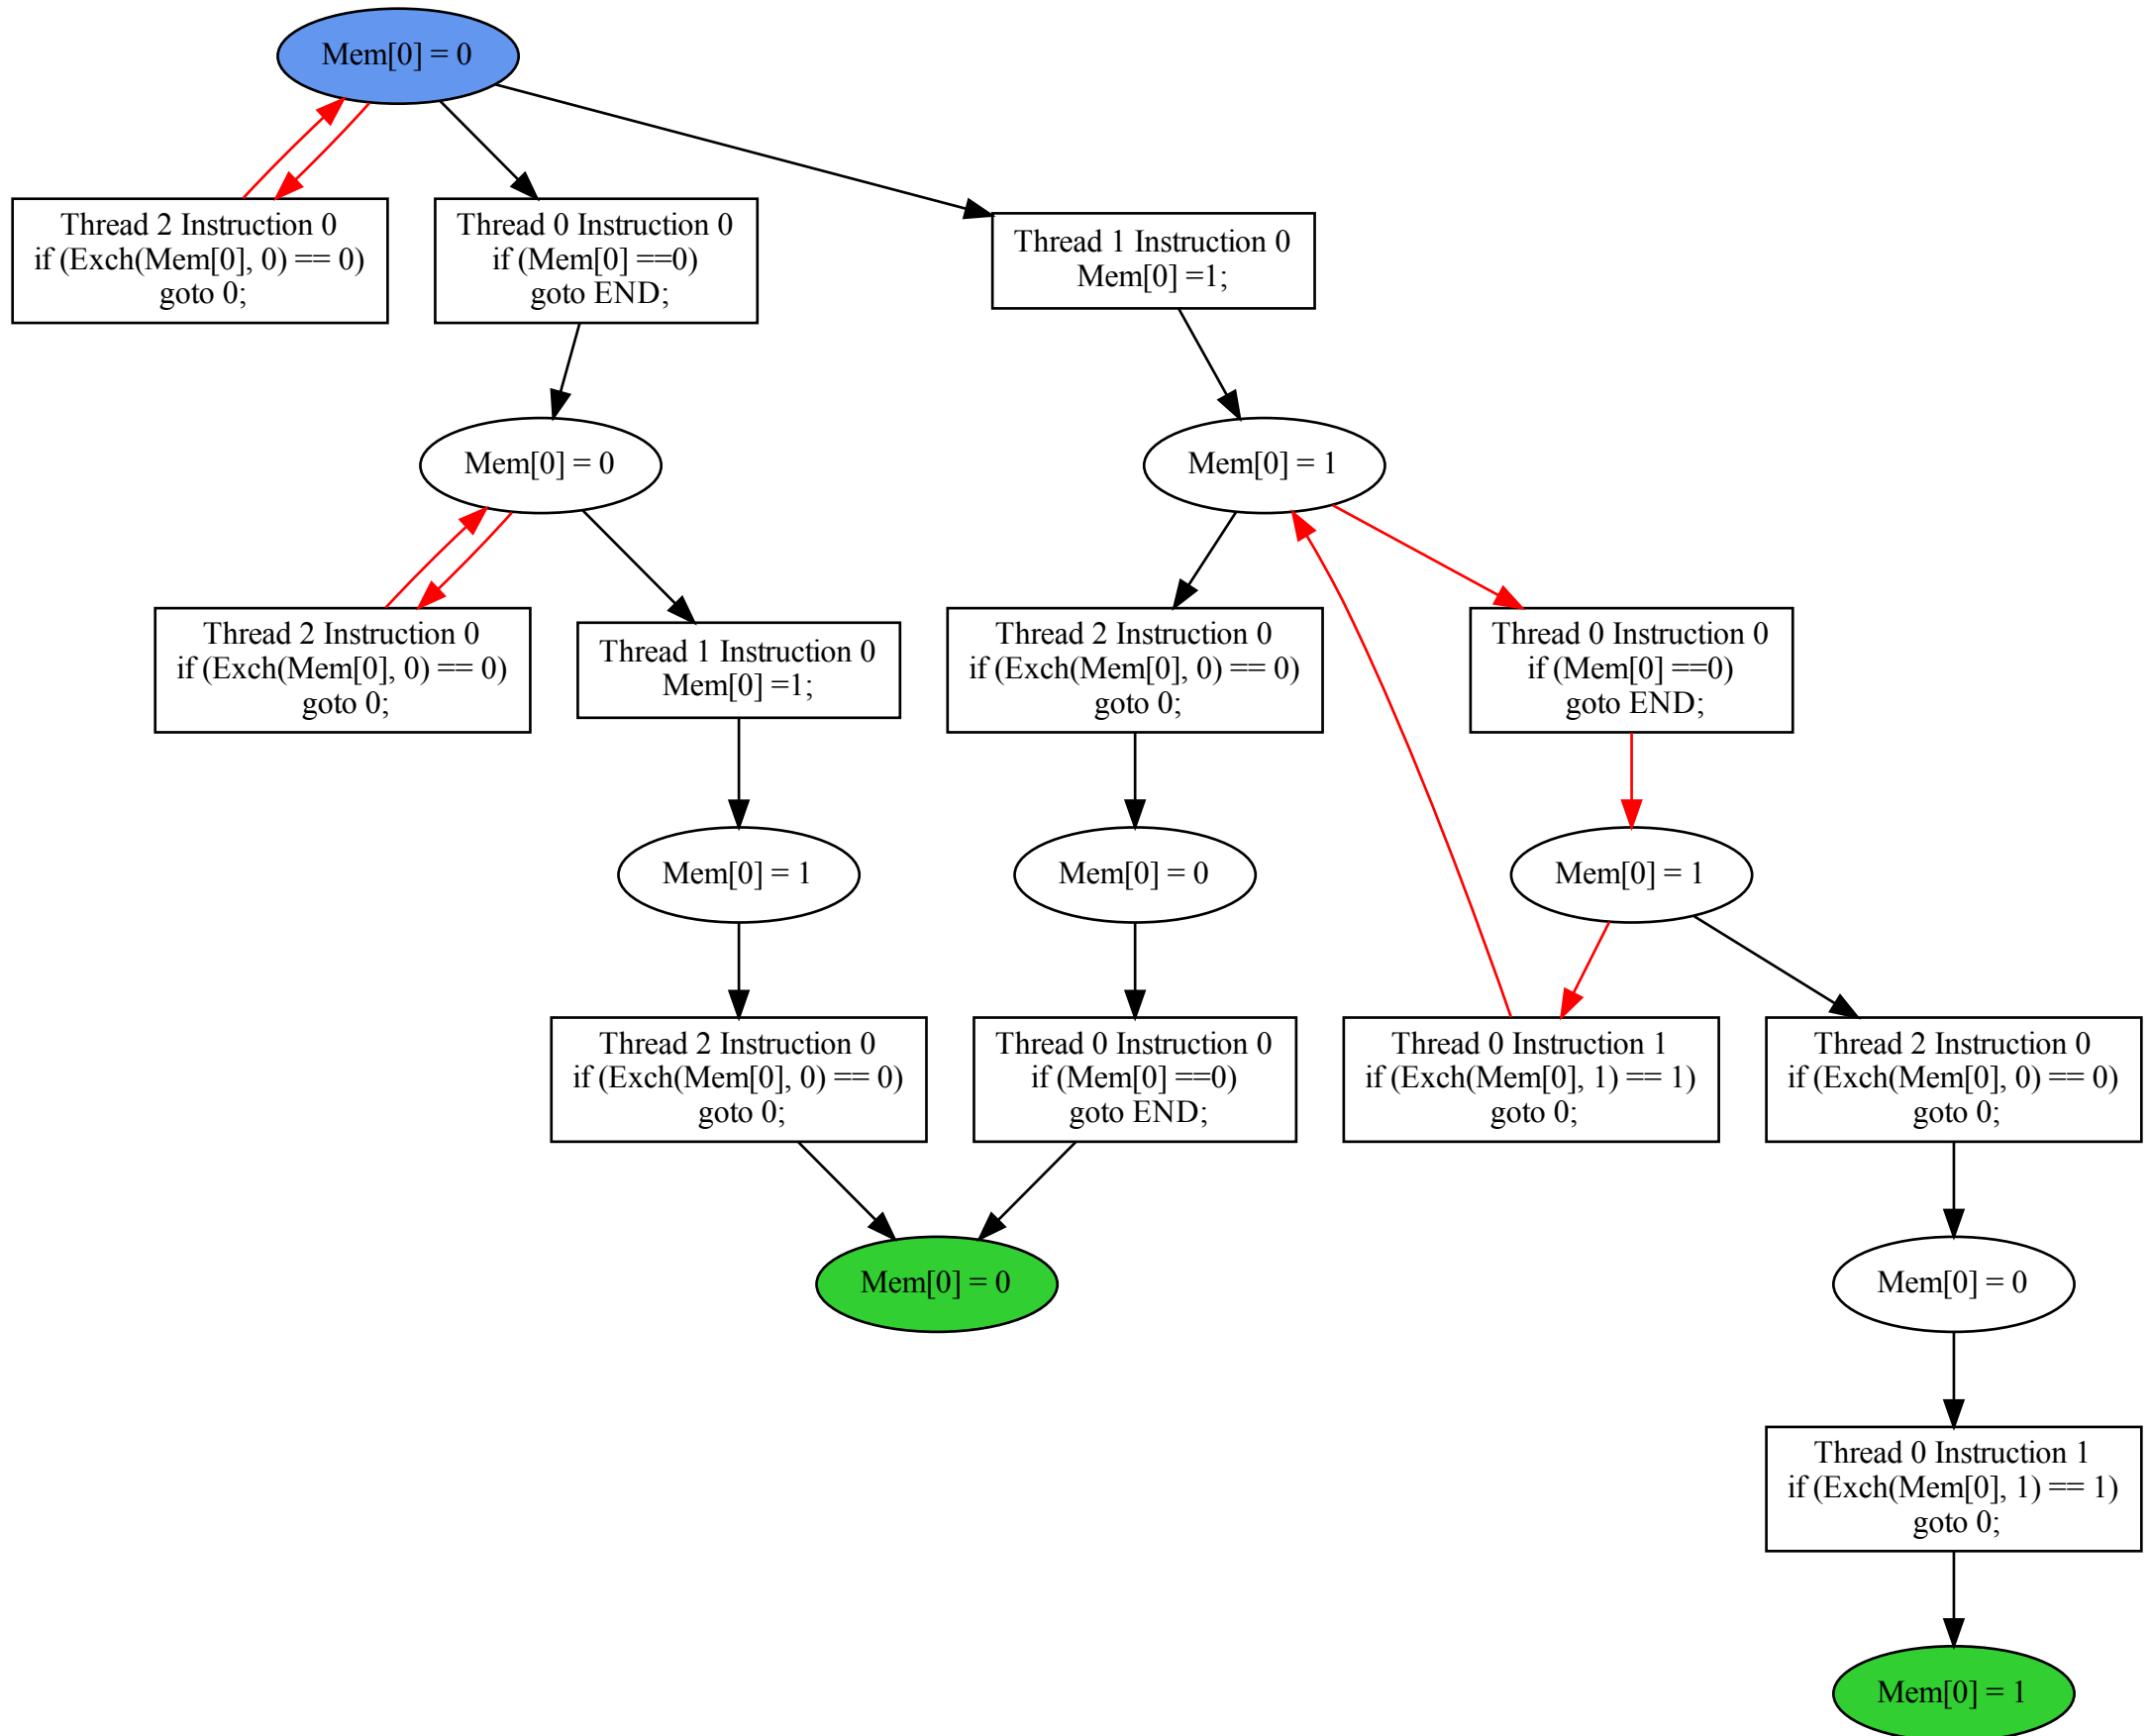 Mem[0] = 0
Thread 2 Instruction 0
if (Exch(Mem[0], 0) == 0)
goto 0;
Thread 0 Instruction 0
if (Mem[0] ==0)
goto END;
Thread 1 Instruction 0
Mem[0] =1;
Mem[0] = 0
Mem[0] = 1
Thread 2 Instruction 0
if (Exch(Mem[0], 0) == 0)
goto 0;
Thread 1 Instruction 0
Mem[0] =1;
Thread 2 Instruction 0
if (Exch(Mem[0], 0) == 0)
goto 0;
Thread 0 Instruction 0
if (Mem[0] ==0)
goto END;
Mem[0] = 1
Mem[0] = 0
Mem[0] = 1
Thread 2 Instruction 0
if (Exch(Mem[0], 0) == 0)
goto 0;
Thread 0 Instruction 0
if (Mem[0] ==0)
goto END;
Thread 0 Instruction 1
if (Exch(Mem[0], 1) == 1)
goto 0;
Thread 2 Instruction 0
if (Exch(Mem[0], 0) == 0)
goto 0;
Mem[0] = 0
Mem[0] = 0
Thread 0 Instruction 1
if (Exch(Mem[0], 1) == 1)
goto 0;
Mem[0] = 1